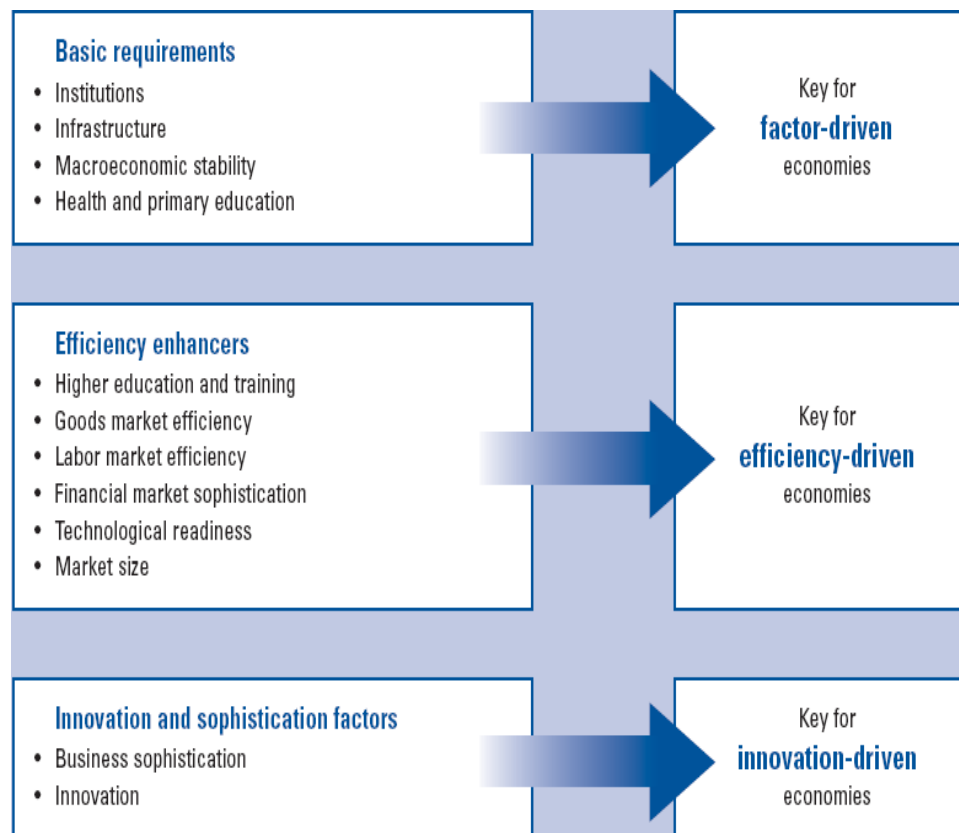 Basic requirements
• Institutions
• Infrastructure
• Macroeconomic stability
• Health and primary education
Key for
factor-driven
economies
Efficiency enhancers
• Higher education and training
• Goods market efficiency
• Labor market efficiency
• Financial market sophistication
• Technological readiness
• Market size
Key for
efficiency-driven
economies
Innovation and sophistication factors
• Business sophistication
• Innovation
Key for
innovation-driven
economies